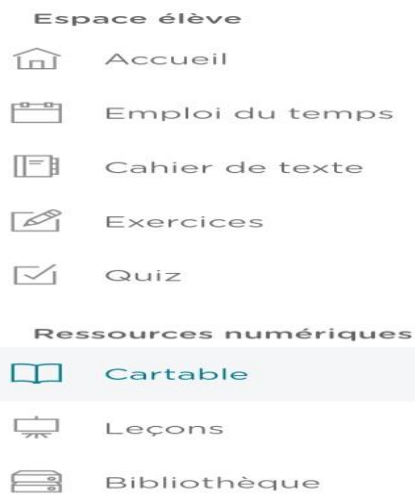 Espace élève
Accueil
Emploi du temps
Cahier de texte
Exercices
Quiz
Ressources numériques
Cartable
Leçons
Bibliothèque